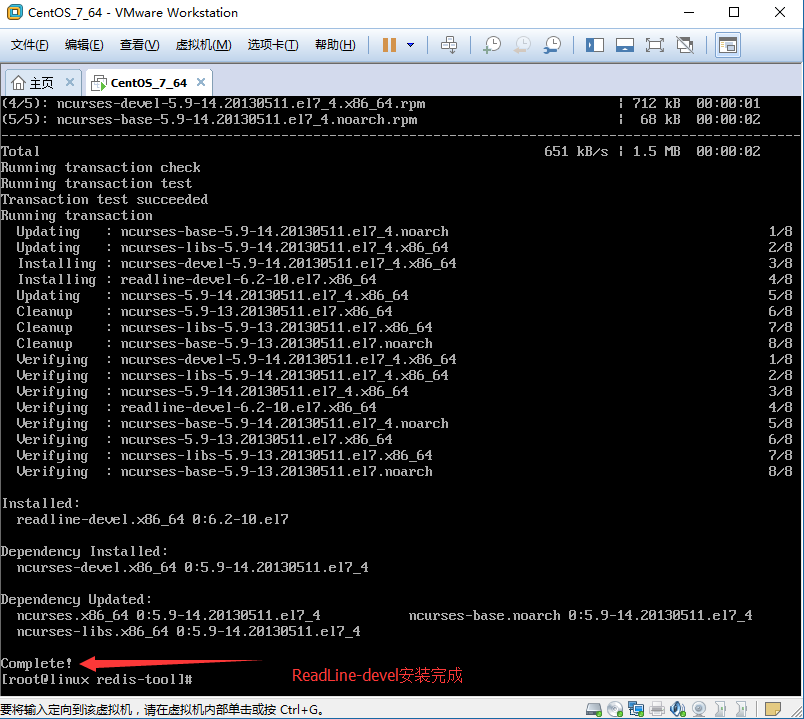 CentOS_7_64 - VMware Workstation
文件(F) 编辑(E) 查看(V) 虚拟机(M) 选项卡(T) 帮助(H)
主页 CentOS_7_64
(4/5): ncurses-devel-5.9-14.20130511.el7_4.x86_64.rpm | 712 kB 00:00:01
(5/5): ncurses-base-5.9-14.20130511.el7_4.noarch.rpm | 68 kB 00:00:02
--------------------------------------------------------------------------------
Total 651 kB/s | 1.5 MB 00:00:02
Running transaction check
Running transaction test
Transaction test succeeded
Running transaction
Updating : ncurses-base-5.9-14.20130511.el7_4.noarch 1/8
Updating : ncurses-libs-5.9-14.20130511.el7_4.x86_64 2/8
Installing : ncurses-devel-5.9-14.20130511.el7_4.x86_64 3/8
Installing : readline-devel-6.2-10.el7.x86_64 4/8
Updating : ncurses-5.9-14.20130511.el7_4.x86_64 5/8
Cleanup : ncurses-5.9-13.20130511.el7.x86_64 6/8
Cleanup : ncurses-libs-5.9-13.20130511.el7.x86_64 7/8
Cleanup : ncurses-base-5.9-13.20130511.el7.noarch 8/8
Verifying : ncurses-devel-5.9-14.20130511.el7_4.x86_64 1/8
Verifying : ncurses-libs-5.9-14.20130511.el7_4.x86_64 2/8
Verifying : ncurses-5.9-14.20130511.el7_4.x86_64 3/8
Verifying : readline-devel-6.2-10.el7.x86_64 4/8
Verifying : ncurses-base-5.9-14.20130511.el7_4.noarch 5/8
Verifying : ncurses-5.9-13.20130511.el7.x86_64 6/8
Verifying : ncurses-libs-5.9-13.20130511.el7.x86_64 7/8
Verifying : ncurses-base-5.9-13.20130511.el7.noarch 8/8
Installed:
readline-devel.x86_64 0:6.2-10.el7
Dependency Installed:
ncurses-devel.x86_64 0:5.9-14.20130511.el7_4
Dependency Updated:
ncurses.x86_64 0:5.9-14.20130511.el7_4 ncurses-base.noarch 0:5.9-14.20130511.el7_4
ncurses-libs.x86_64 0:5.9-14.20130511.el7_4
Complete!
[root@linux redis-tool]# ReadLine-devel安装完成
要将输入定向到该虚拟机，请在虚拟机内部单击或按 Ctrl+G。